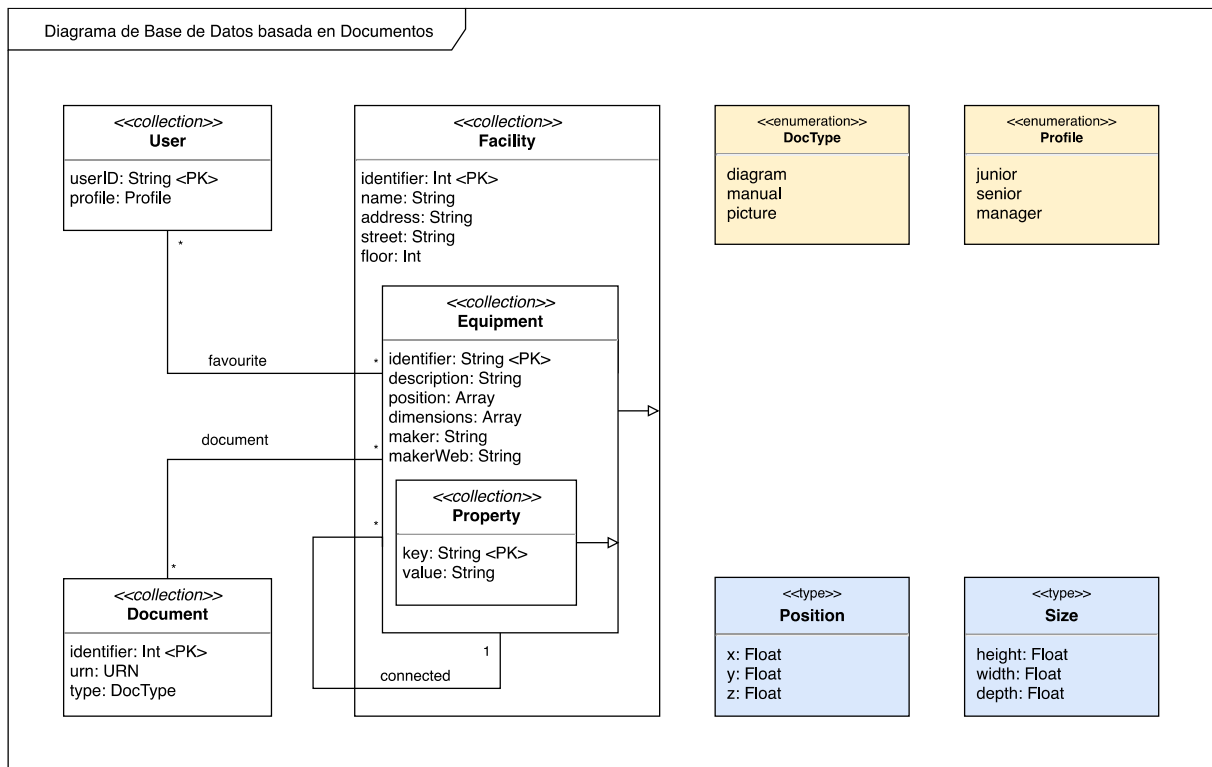 Diagrama de Base de Datos basada en Documentos
<<collection>>
User
userID: String <PK>
profile: Profile
<<collection>>
Facility
identifier: Int <PK>
name: String
address: String
street: String
floor: Int
<<enumeration>>
DocType
diagram
manual
picture
<<enumeration>>
Profile
junior
senior
manager
*
favourite
*
<<collection>>
Equipment
identifier: String <PK>
description: String
position: Array
dimensions: Array
maker: String
makerWeb: String
document
*
*
<<collection>>
Property
key: String <PK>
value: String
*
1
connected
<<collection>>
Document
identifier: Int <PK>
urn: URN
type: DocType
<<type>>
Position
x: Float
y: Float
z: Float
<<type>>
Size
height: Float
width: Float
depth: Float